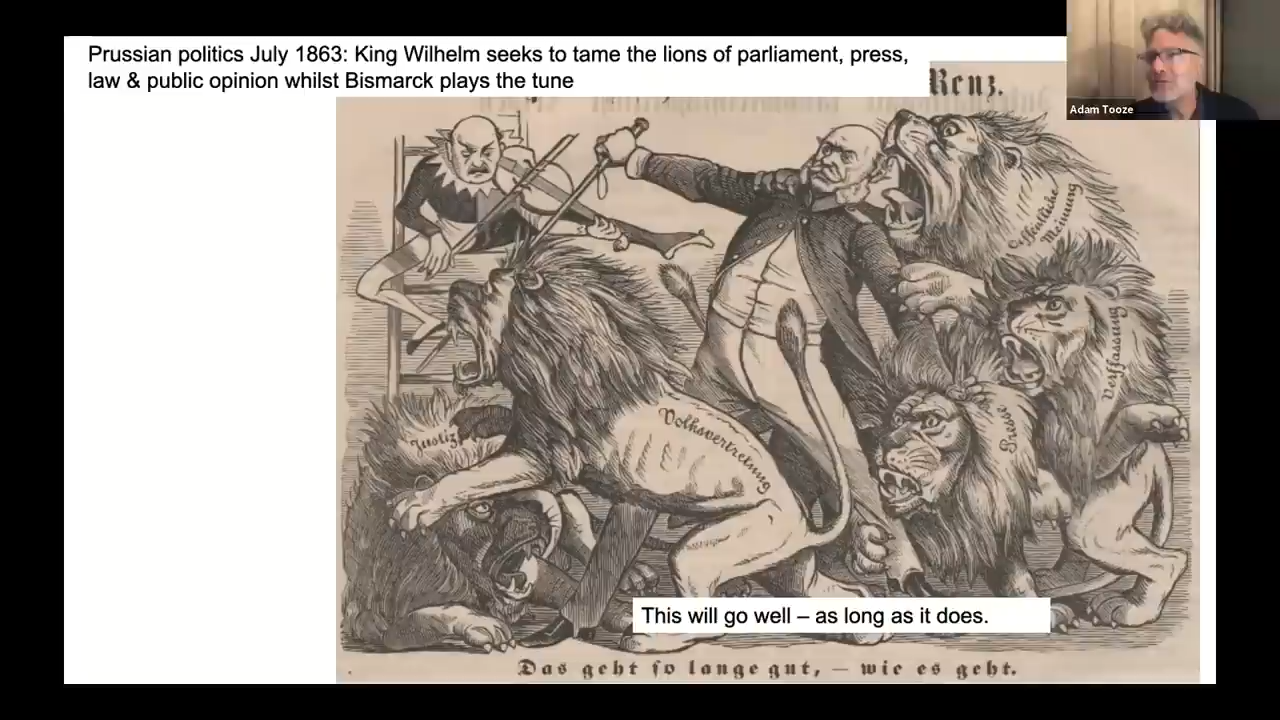 Prussian politics July 1863: King Wilhelm seeks to tame the lions of parliament, press,
law & public opinion whilst Bismarck plays the tune
Renz.
Adam Tooze
Oeffentliche
Meinung
Verfassung
Presse
Justiz
Volksvertretung
This will go well – as long as it does.
Das geht so lange gut, – wie es geht.